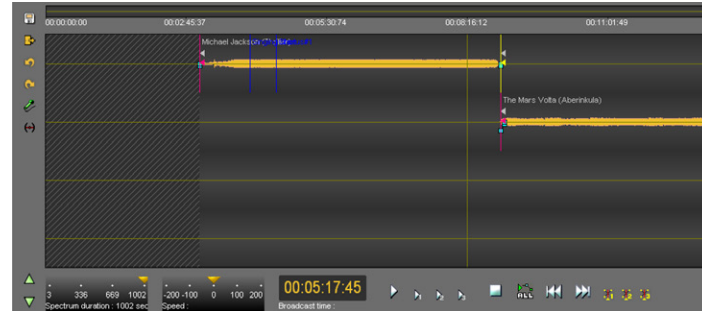 00:00:00:00 00:02:45:37 00:05:30:74 00:08:16:12 00:11:01:49
Michael Jackson
The Mars Volta (Aberinkula)
3 336 669 1002 -200 -100 0 100 200 00:05:17:45 ALL
Spectrum duration : 1002 sec Speed : Broadcast time :